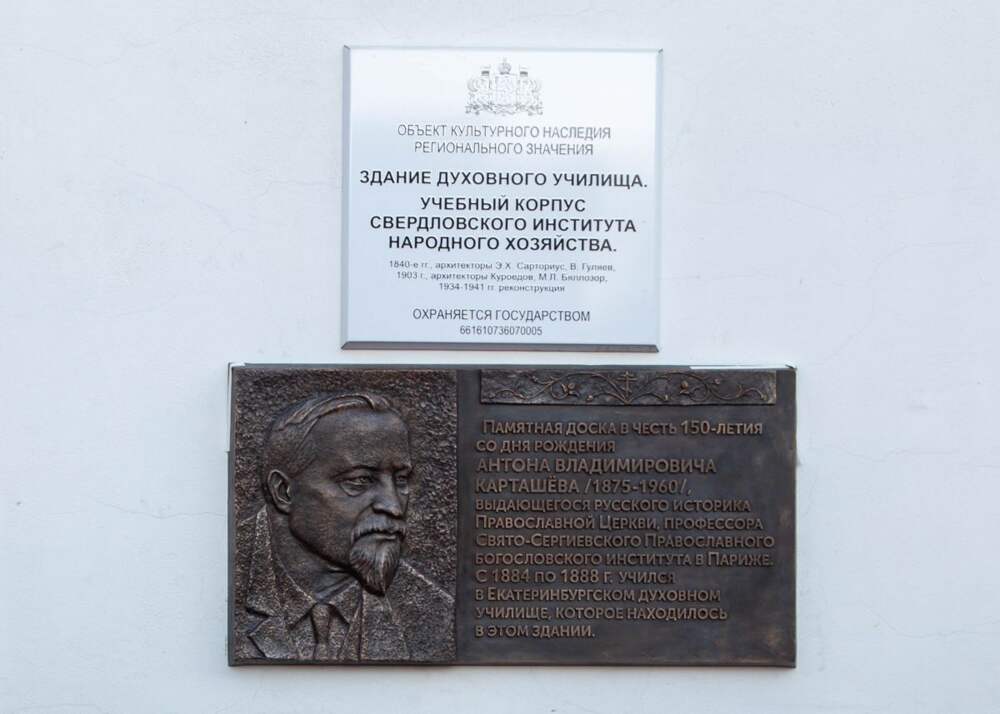 ОБЪЕКТ КУЛЬТУРНОГО НАСЛЕДИЯ
РЕГИОНАЛЬНОГО ЗНАЧЕНИЯ
ЗДАНИЕ ДУХОВНОГО УЧИЛИЩА.
УЧЕБНЫЙ КОРПУС
СВЕРДЛОВСКОГО ИНСТИТУТА
НАРОДНОГО ХОЗЯЙСТВА.
1840-е гг., архитекторы Э.Х. Сарториус, В. Гуляев,
1903 г., архитекторы Куроедов, М.Л. Бяллозор,
1934-1941 гг. реконструкция
ОХРАНЯЕТСЯ ГОСУДАРСТВОМ
661610736070005
Памятная доска в честь 150-летия
со дня рождения
Антона Владимировича
Карташёва /1875-1960/,
выдающегося русского историка
Православной Церкви, профессора
Свято-Сергиевского Православного
богословского института в Париже.
С 1884 по 1888 г. учился
в Екатеринбургском духовном
училище, которое находилось
в этом здании.